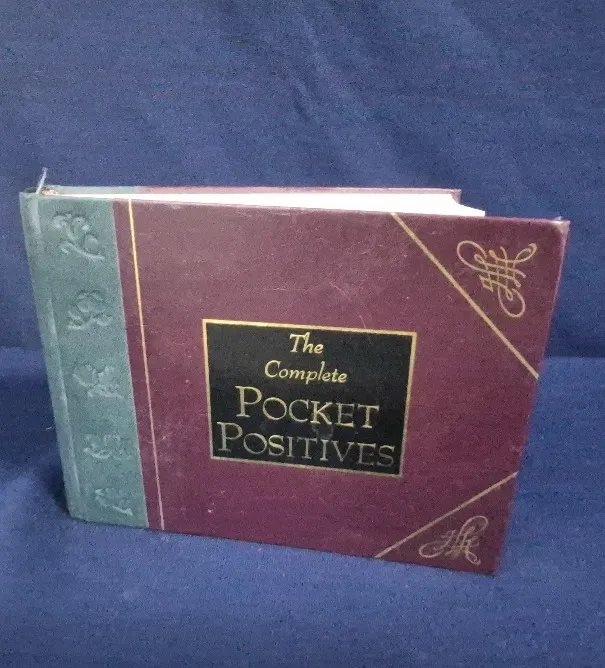 The
Complete
POCKET
POSITIVES